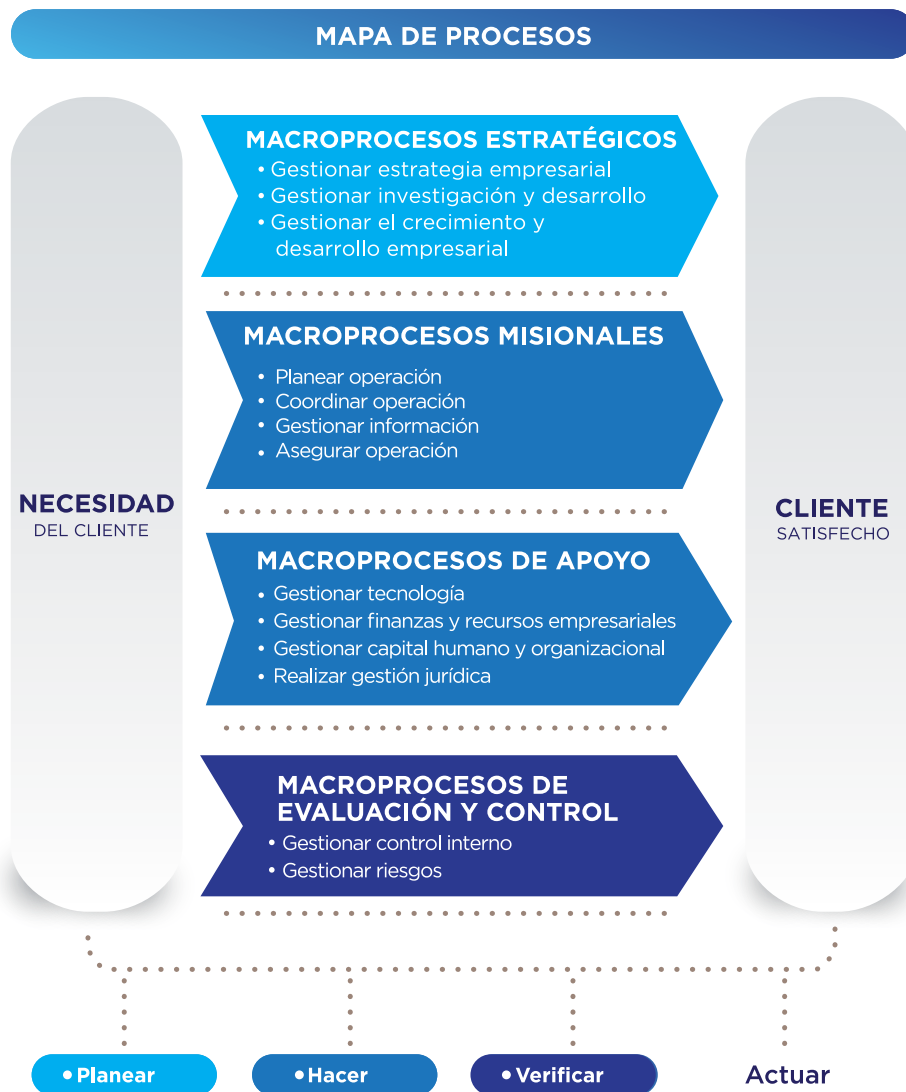 MAPA DE PROCESOS
MACROPROCESOS ESTRATÉGICOS
• Gestionar estrategia empresarial
• Gestionar investigación y desarrollo
• Gestionar el crecimiento y
desarrollo empresarial
MACROPROCESOS MISIONALES
• Planear operación
• Coordinar operación
• Gestionar información
• Asegurar operación
NECESIDAD
DEL CLIENTE
CLIENTE
SATISFECHO
MACROPROCESOS DE APOYO
• Gestionar tecnología
• Gestionar finanzas y recursos empresariales
• Gestionar capital humano y organizacional
• Realizar gestión jurídica
MACROPROCESOS DE
EVALUACIÓN Y CONTROL
• Gestionar control interno
• Gestionar riesgos
• Planear
• Hacer
• Verificar
Actuar